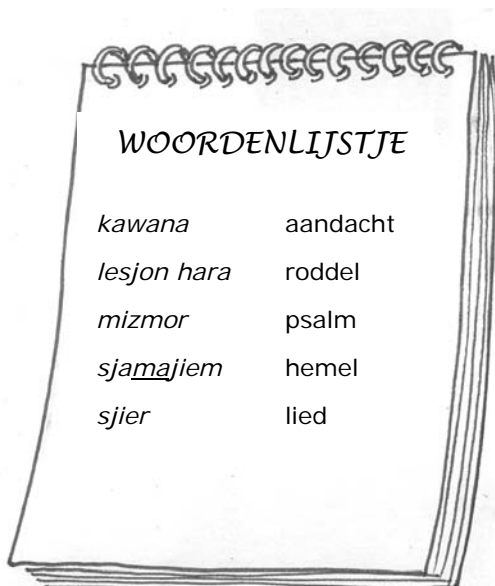 WOORDENLIJSTJE
kawana aandacht
lesjon hara roddel
mizmor psalm
sjamajiem hemel
sjier lied